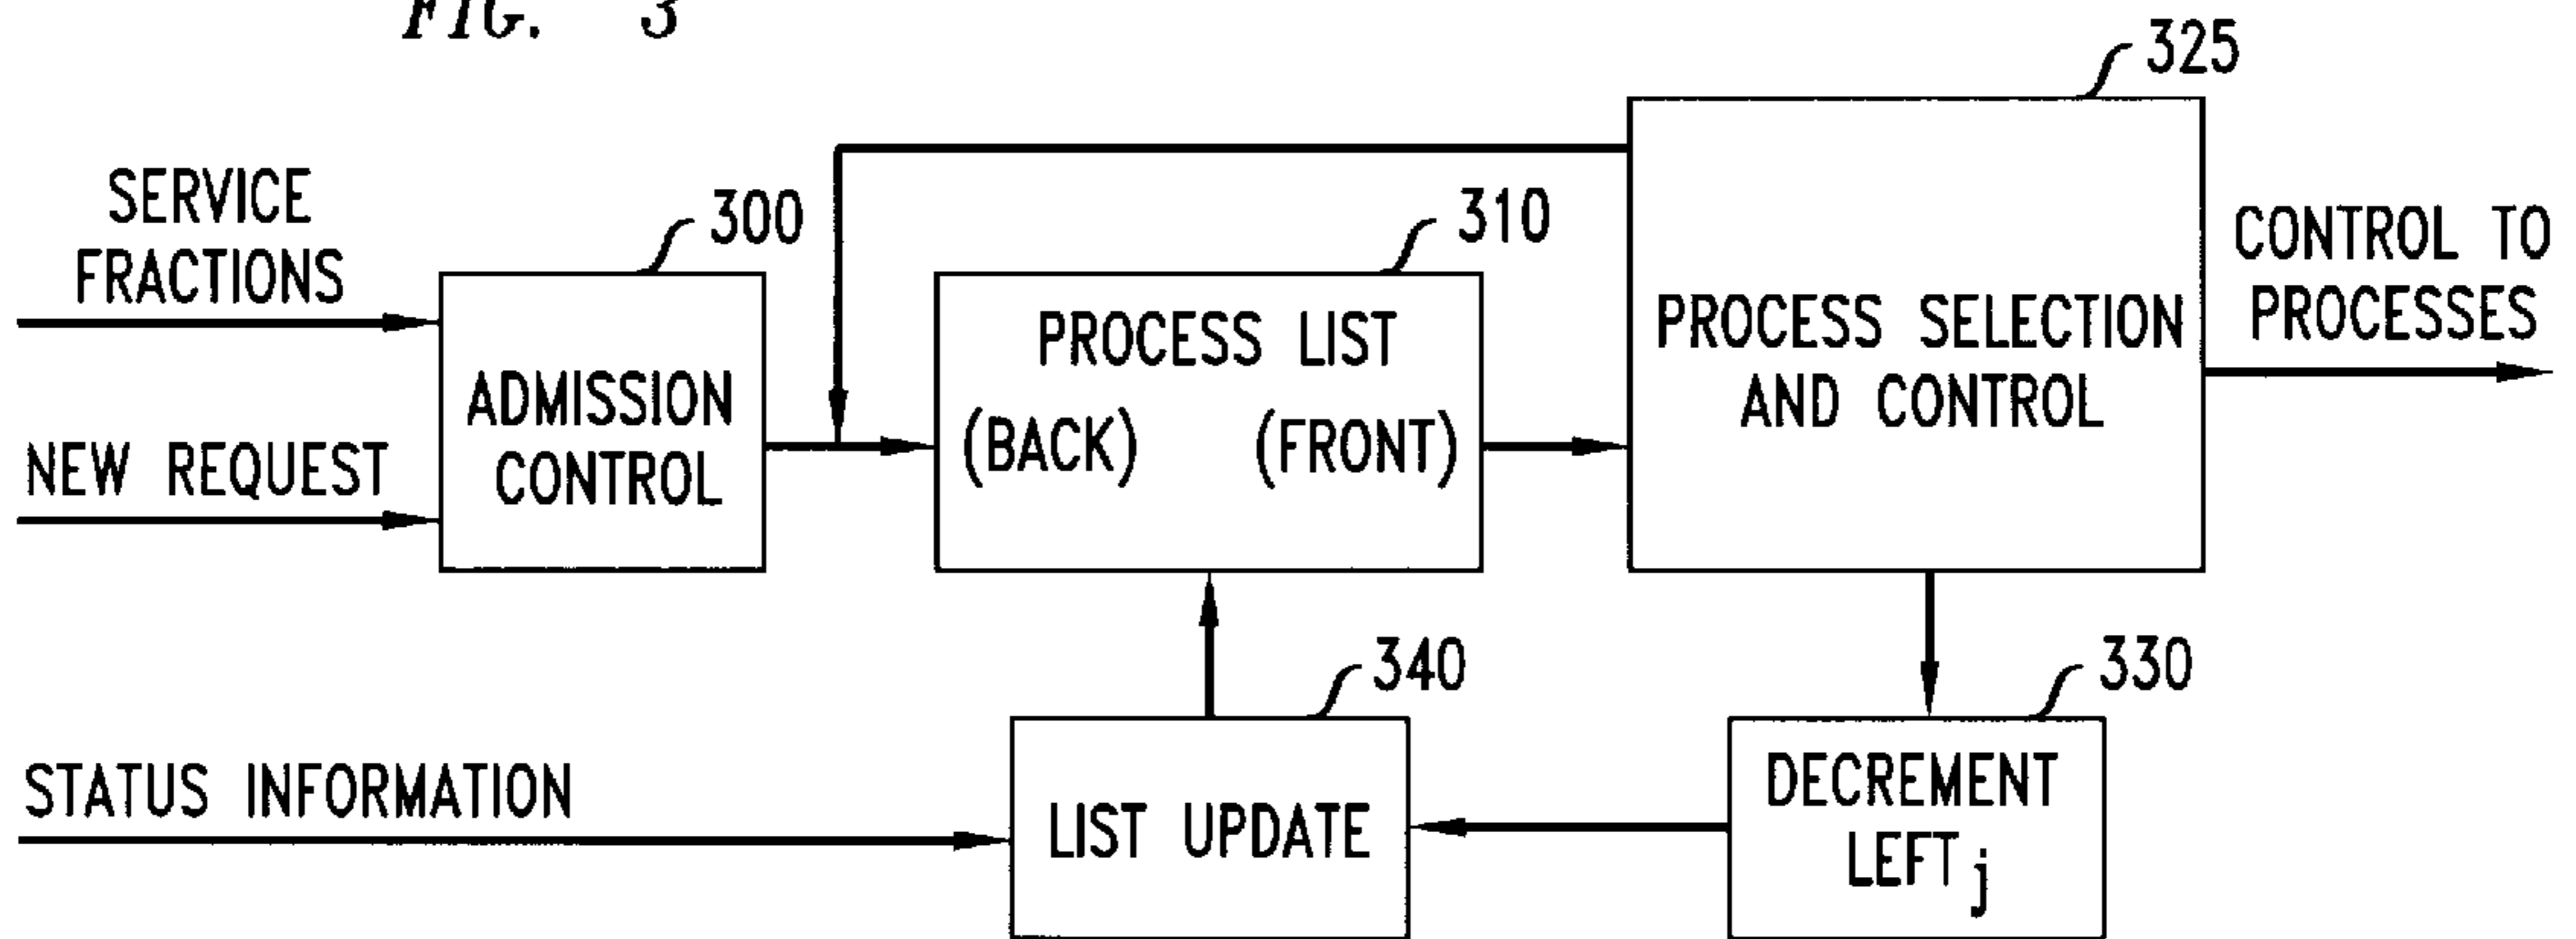 FIG. 3
325
SERVICE
FRACTIONS
300
310
CONTROL TO
PROCESSES
PROCESS LIST
(BACK) (FRONT)
PROCESS SELECTION
AND CONTROL
ADMISSION
CONTROL
NEW REQUEST
340
330
STATUS INFORMATION
LIST UPDATE
DECREMENT
LEFT j